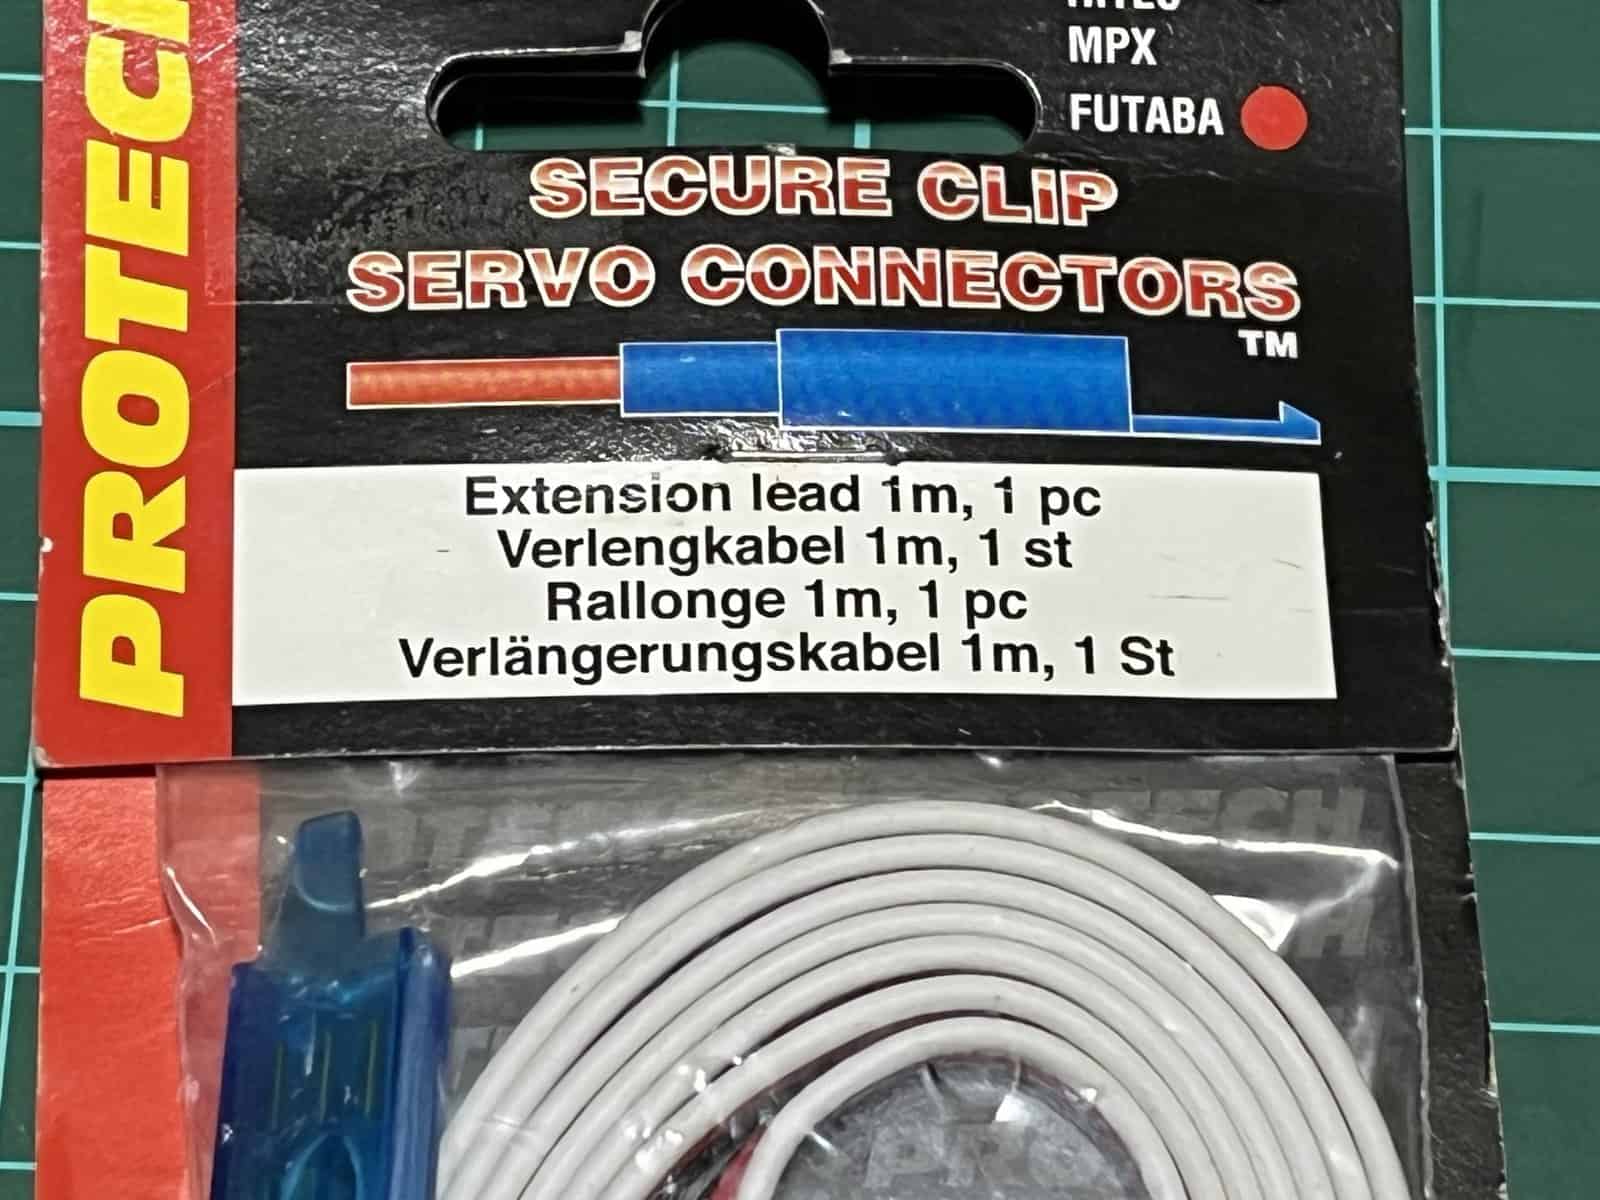 PROTECH
MPX
FUTABA
SECURE CLIP
SERVO CONNECTORS
TM
Extension lead 1m, 1 pc
Verlengkabel 1m, 1 st
Rallonge 1m, 1 pc
Verlängerungskabel 1m, 1 St